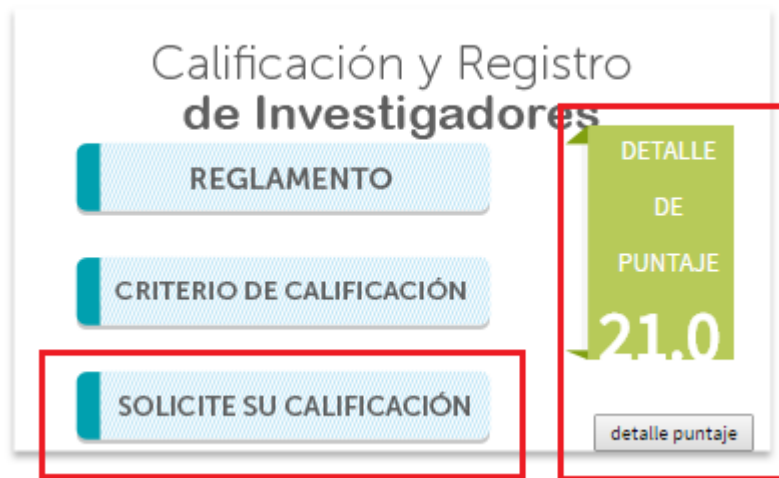 Calificación y Registro
de Investigadores
REGLAMENTO
CRITERIO DE CALIFICACIÓN
SOLICITE SU CALIFICACIÓN
DETALLE
DE
PUNTAJE
21.0
detalle puntaje